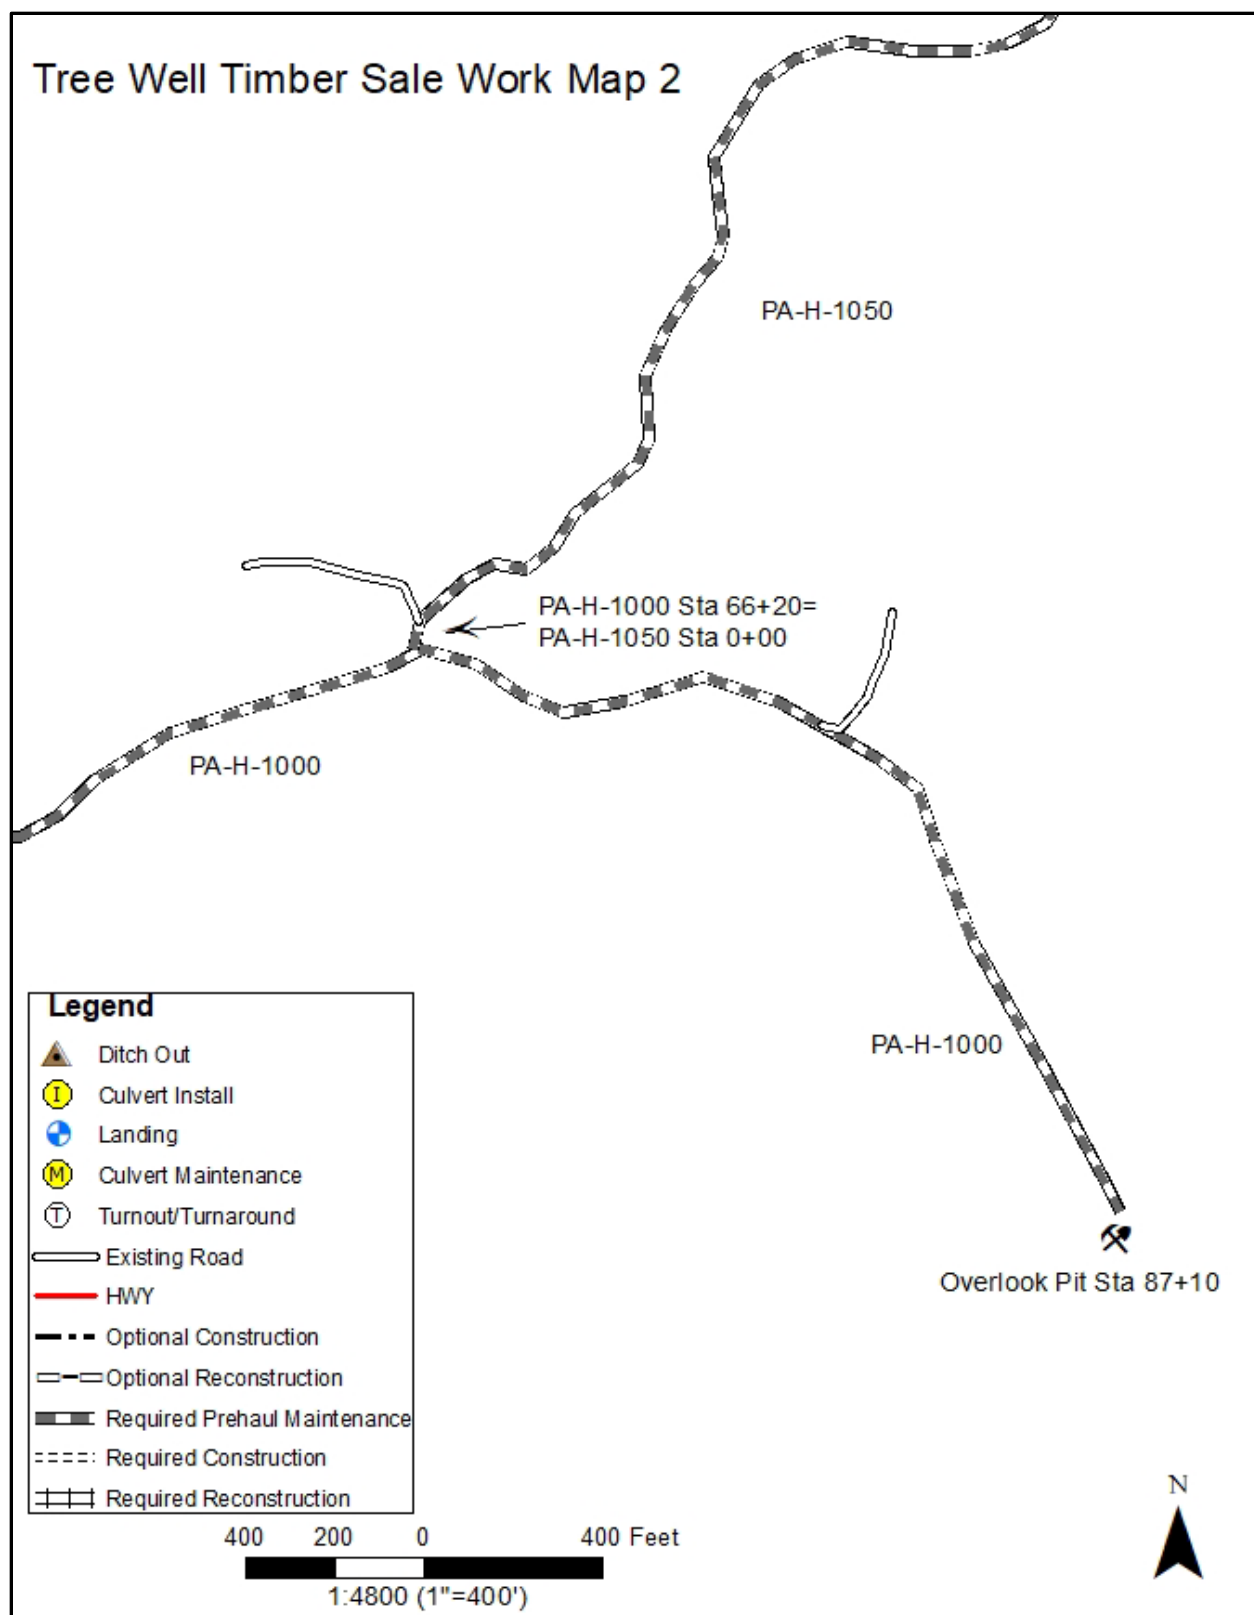 Tree Well Timber Sale Work Map 2
PA-H-1050
PA-H-1000 Sta 66+20=
PA-H-1050 Sta 0+00
PA-H-1000
PA-H-1000
Overlook Pit Sta 87+10
Legend
Ditch Out
I Culvert Install
Landing
M Culvert Maintenance
T Turnout/Turnaround
Existing Road
HWY
Optional Construction
Optional Reconstruction
Required Prehaul Maintenance
Required Construction
Required Reconstruction
N
400 200 0 400 Feet
1:4800 (1"=400')